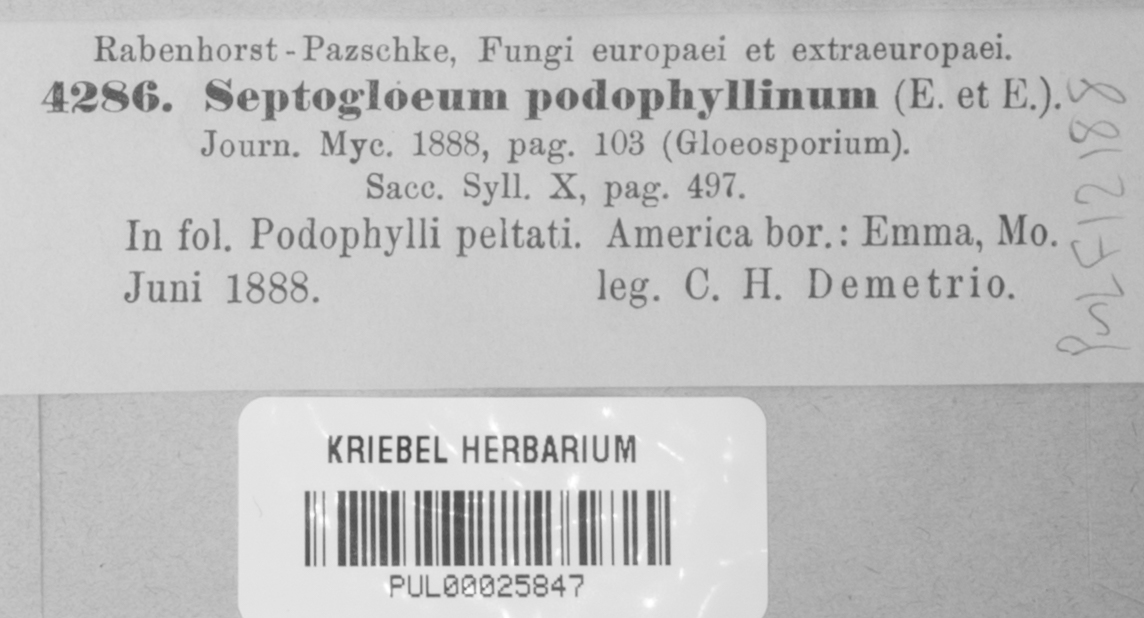 Rabenhorst-Pazschke, Fungi europaei et extraeuropaei.
4286. Septogloeum podophyllinum (E. et E.).
Journ. Myc. 1888, pag. 103 (Gloeosporium).
Sacc. Syll. X, pag. 497.
In fol. Podophylli peltati. America bor.: Emma, Mo.
Juni 1888. leg. C. H. Demetrio.
KRIEBEL HERBARIUM
PUL00025847